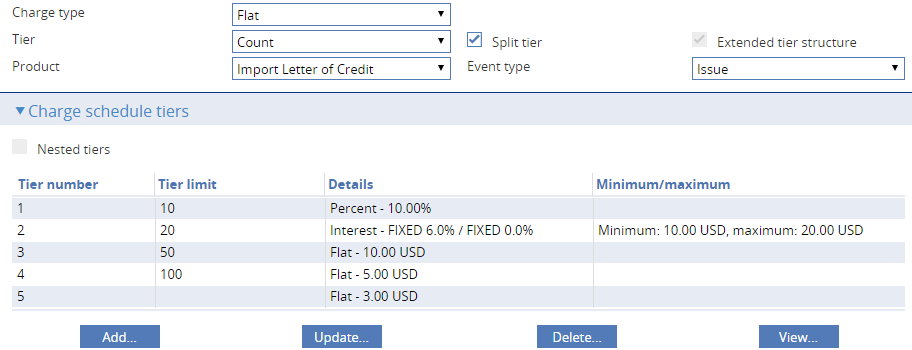 Charge type Flat
Tier Count Split tier Extended tier structure
Product Import Letter of Credit Event type Issue
Charge schedule tiers
Nested tiers
Tier number Tier limit Details Minimum/maximum
1 10 Percent - 10.00%
2 20 Interest - FIXED 6.0% / FIXED 0.0% Minimum: 10.00 USD, maximum: 20.00 USD
3 50 Flat - 10.00 USD
4 100 Flat - 5.00 USD
5 Flat - 3.00 USD
Add... Update... Delete... View...